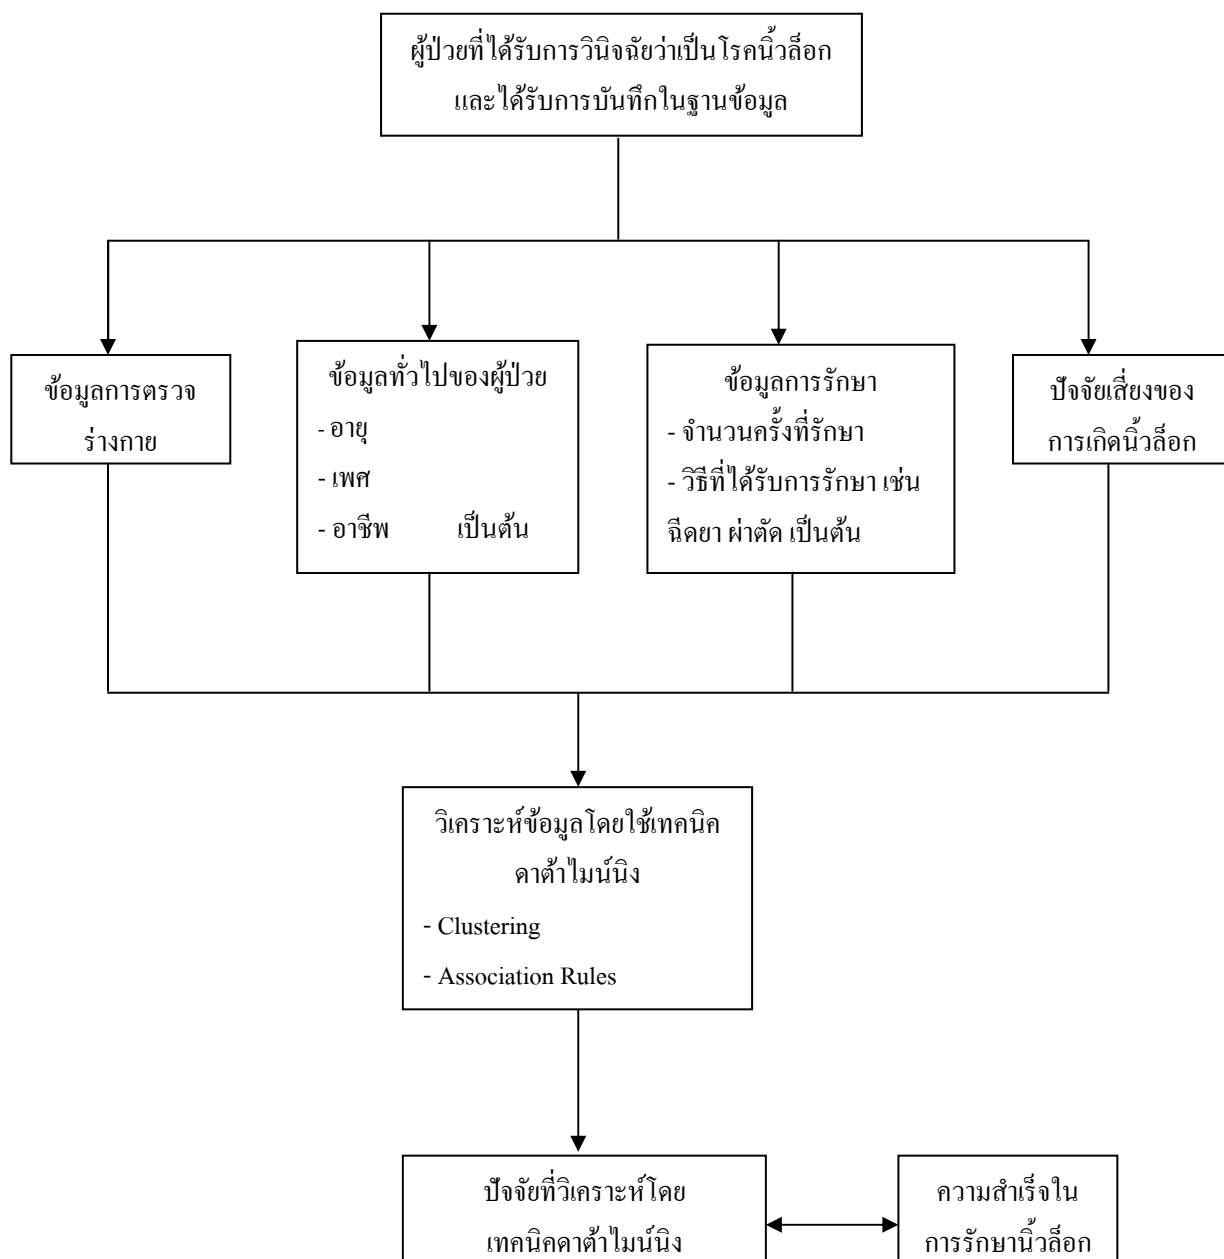 ผู้ป่วยที่ได้รับการวินิจฉัยว่าเป็นโรคนิ้วล็อก
และได้รับการบันทึกในฐานข้อมูล
ข้อมูลการตรวจ
ร่างกาย
ข้อมูลทั่วไปของผู้ป่วย
- อายุ
- เพศ
- อาชีพ เป็นต้น
ข้อมูลการรักษา
- จำนวนครั้งที่รักษา
- วิธีที่ได้รับการรักษา เช่น
ฉีดยา ผ่าตัด เป็นต้น
ปัจจัยเสี่ยงของ
การเกิดนิ้วล็อก
วิเคราะห์ข้อมูลโดยใช้เทคนิค
ดาต้าไมน์นิง
- Clustering
- Association Rules
ปัจจัยที่วิเคราะห์โดย
เทคนิคดาต้าไมน์นิง
ความสำเร็จใน
การรักษานิ้วล็อก